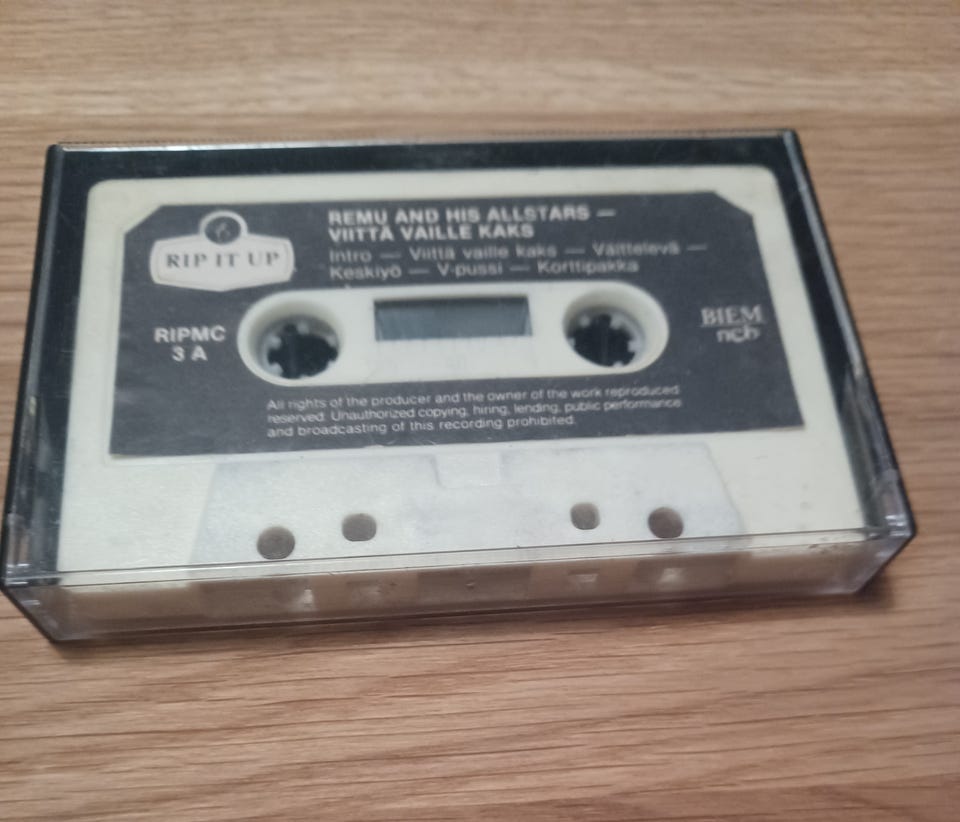 REMU AND HIS ALLSTARS —
VIITTÄ VAILLE KAKS
Intro — Viittä vaille kaks — Väittelevä —
Keskiyö — V-pussi — Korttipakka
RIP IT UP
RIPMC
3 A
BIEM
ncb
All rights of the producer and the owner of the work reproduced
reserved. Unauthorized copying, hiring, lending, public performance
and broadcasting of this recording prohibited.